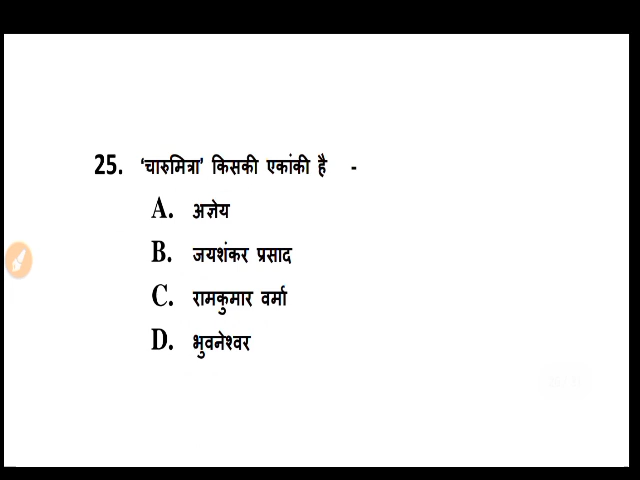 25. ‘चारुमित्रा’ किसकी एकांकी है -
A. अज्ञेय
B. जयशंकर प्रसाद
C. रामकुमार वर्मा
D. भुवनेश्वर